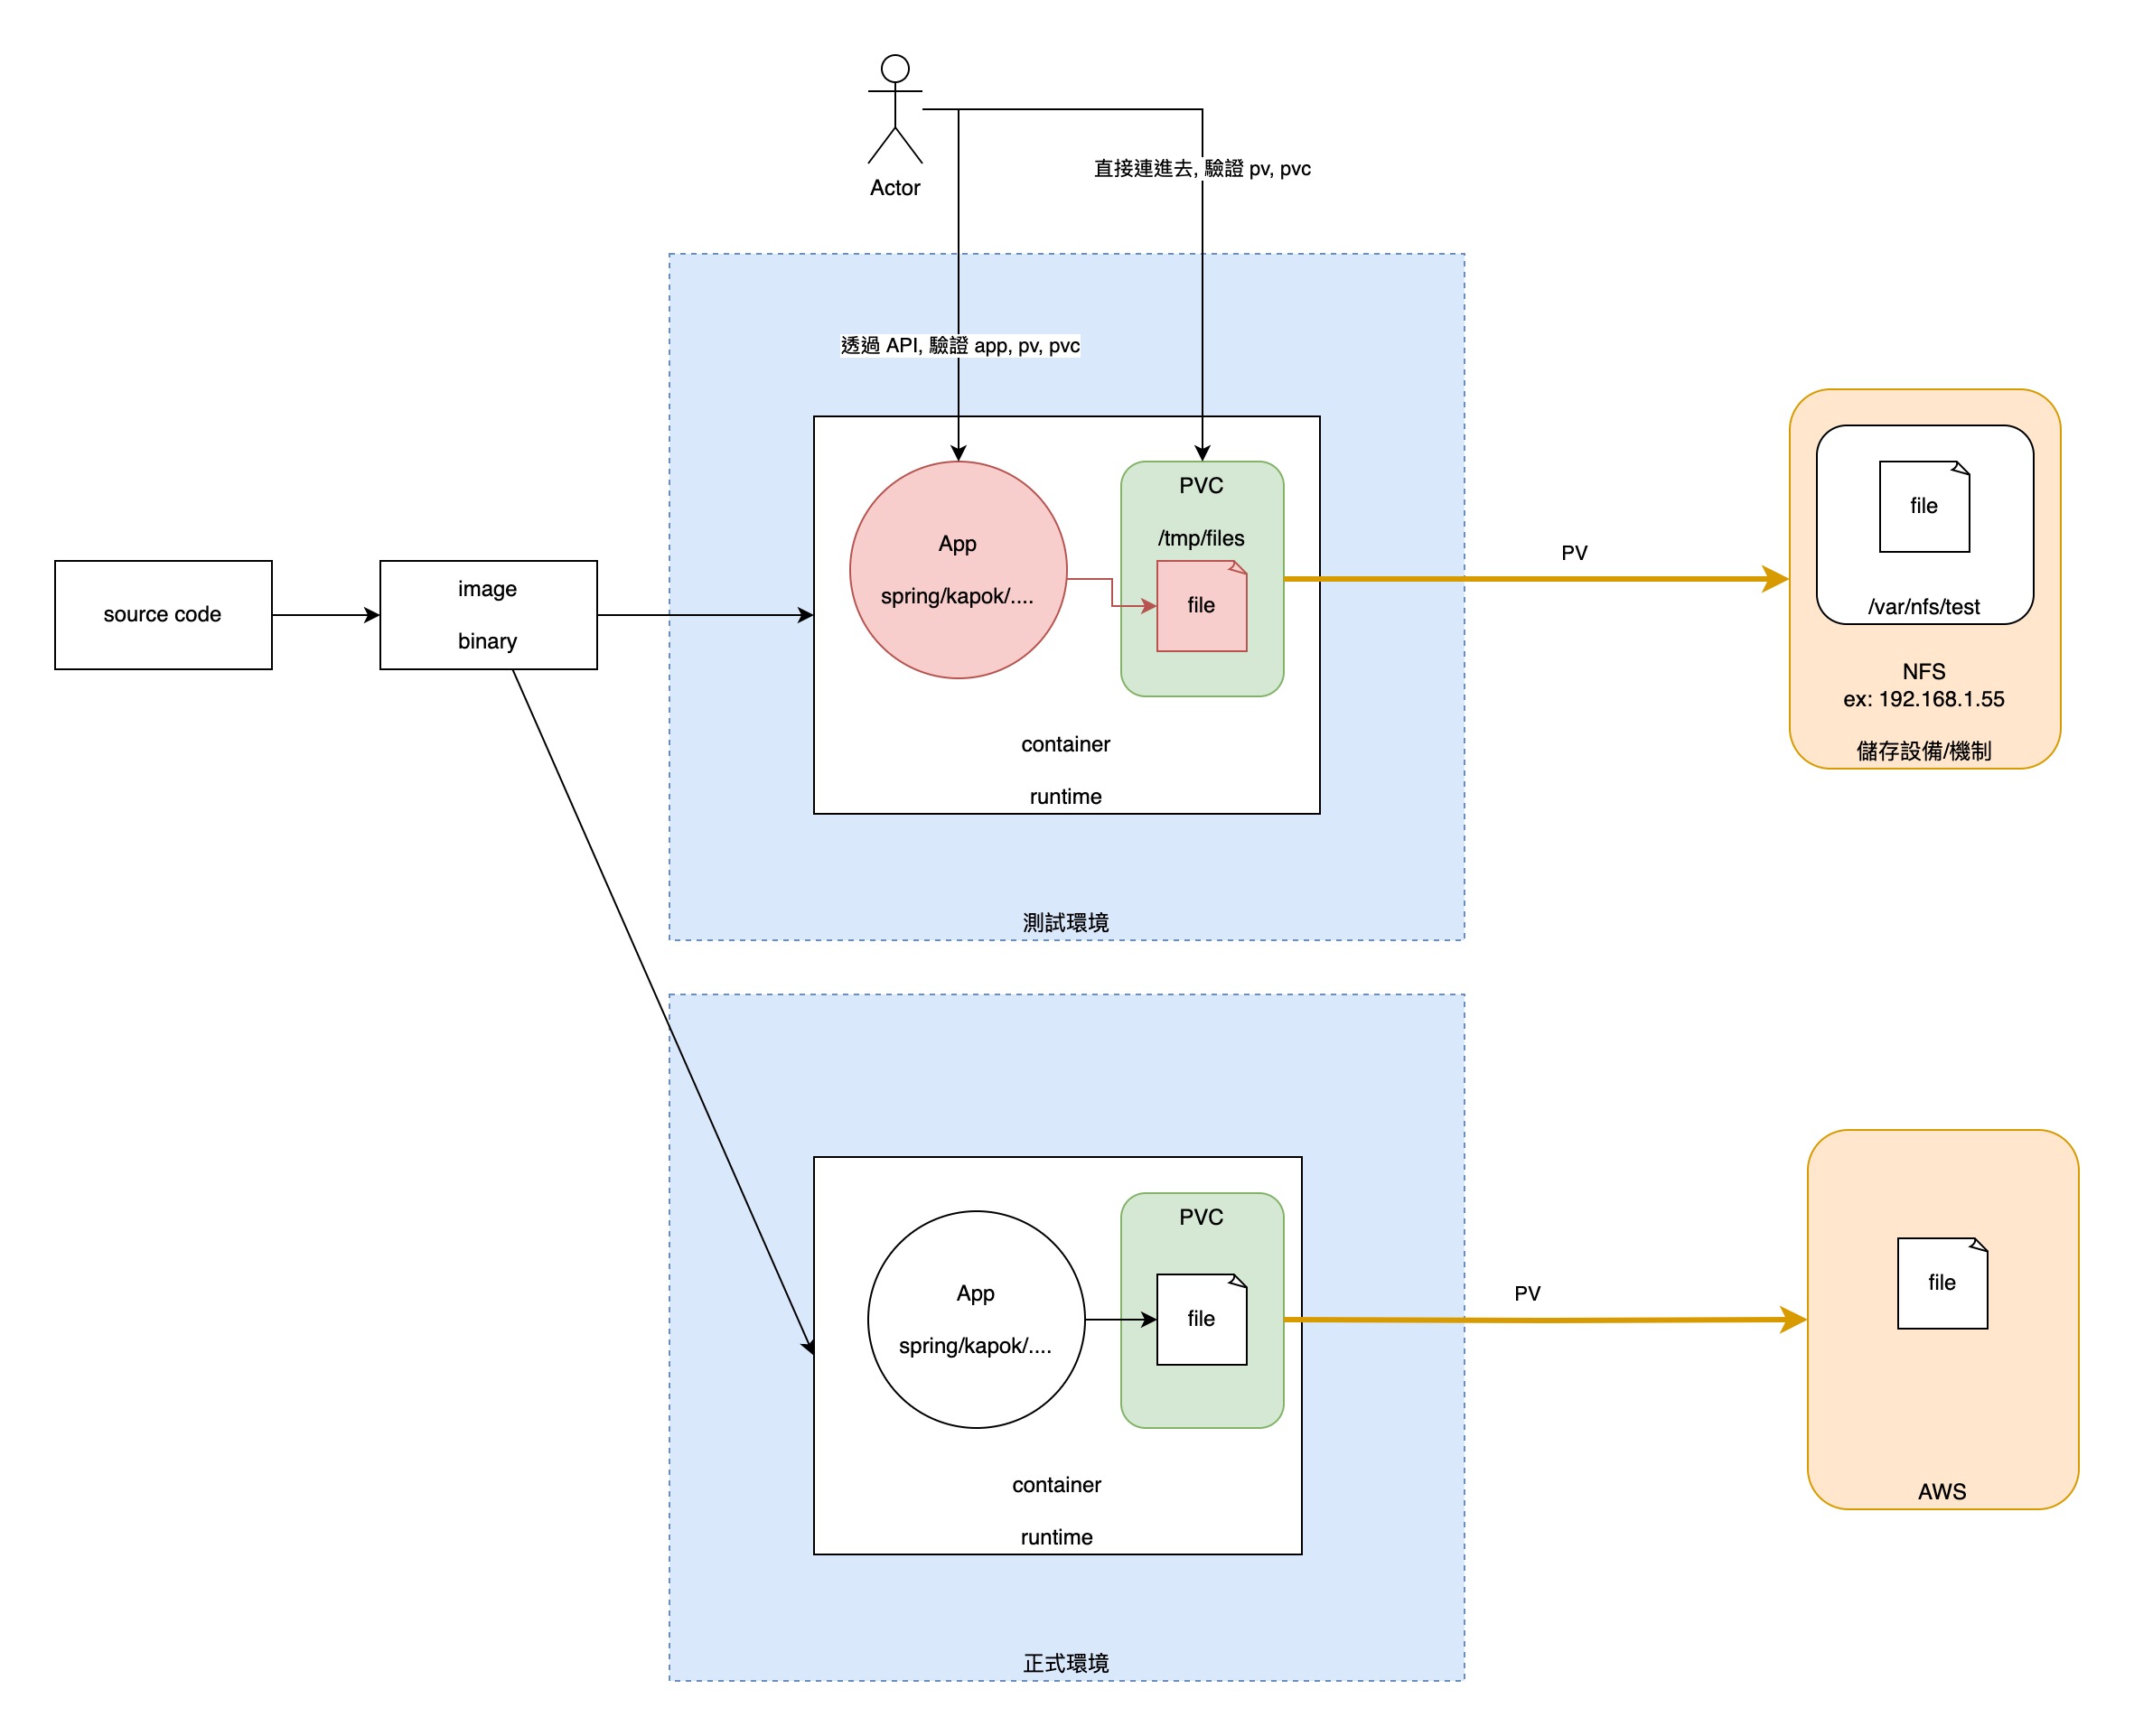 Actor
直接連進去, 驗證 pv, pvc
透過 API, 驗證 app, pv, pvc
source code
image
binary
App
spring/kapok/....
PVC
/tmp/files
file
container
runtime
測試環境
PV
file
/var/nfs/test
NFS
ex: 192.168.1.55
儲存設備/機制
App
spring/kapok/....
PVC
file
container
runtime
正式環境
PV
file
AWS